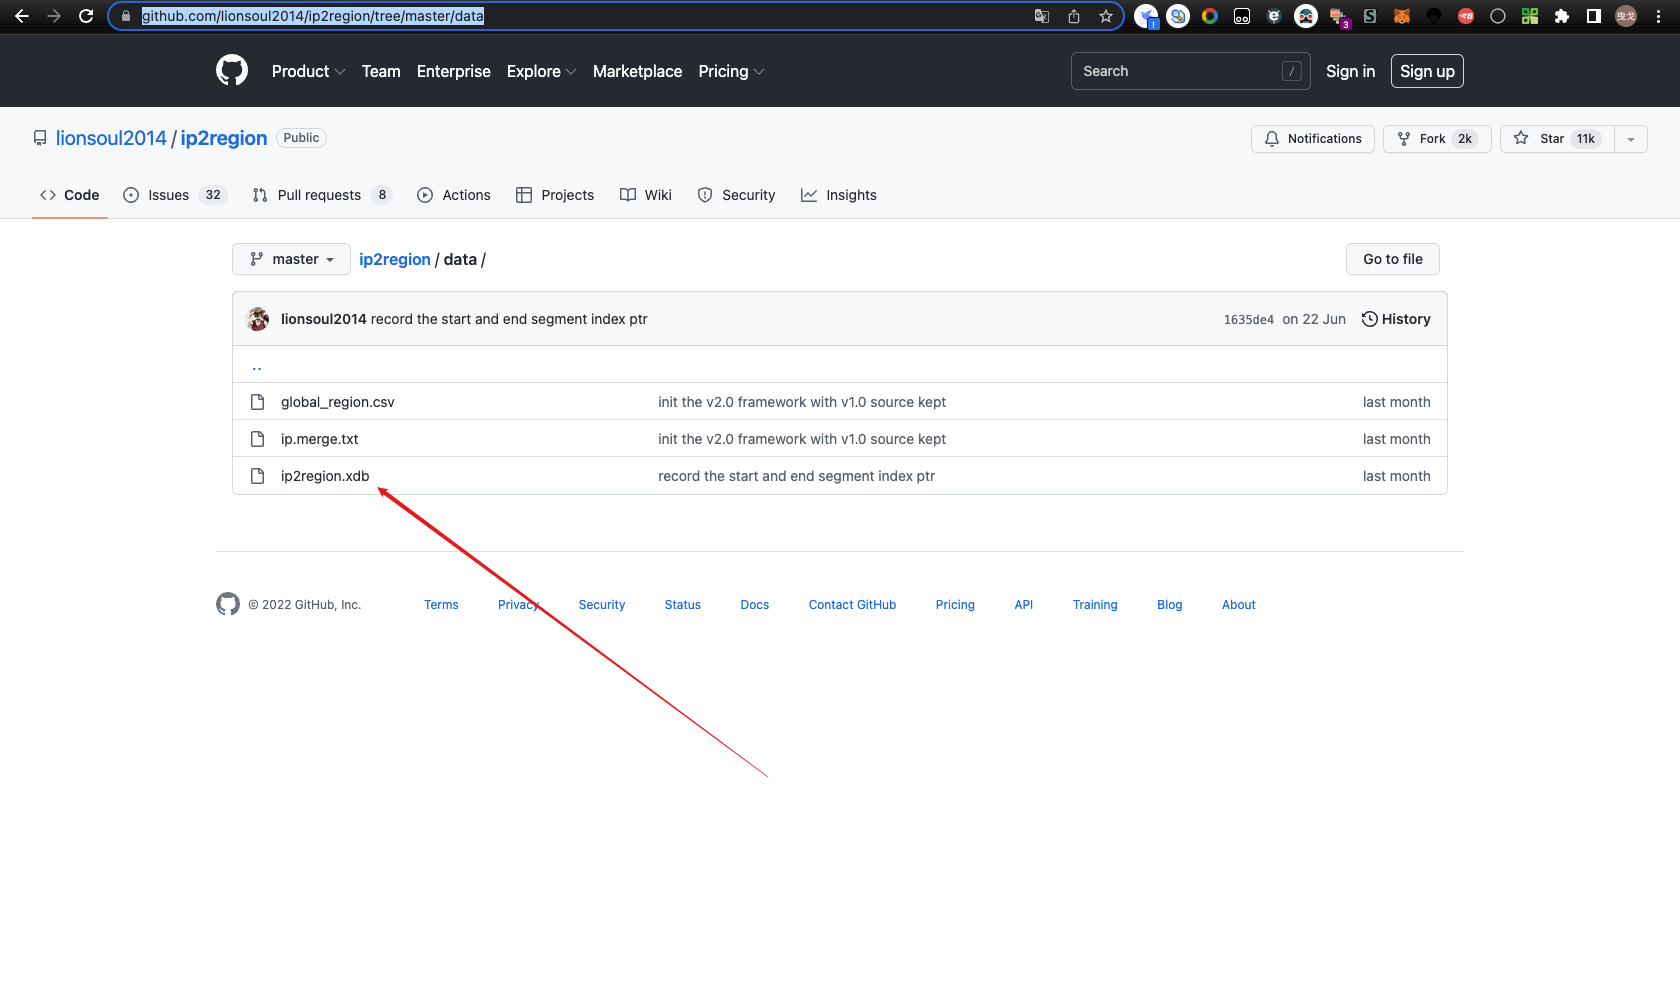 github.com/lionsoul2014/ip2region/tree/master/data
!
3
曳戈
Product Team Enterprise Explore Marketplace Pricing Search / Sign in Sign up
lionsoul2014 / ip2region Public Notifications Fork 2k Star 11k
Code Issues 32 Pull requests 8 Actions Projects Wiki Security Insights
master ip2region / data / Go to file
lionsoul2014 record the start and end segment index ptr 1635de4 on 22 Jun History
..
global_region.csv init the v2.0 framework with v1.0 source kept last month
ip.merge.txt init the v2.0 framework with v1.0 source kept last month
ip2region.xdb record the start and end segment index ptr last month
© 2022 GitHub, Inc. Terms Privacy Security Status Docs Contact GitHub Pricing API Training Blog About